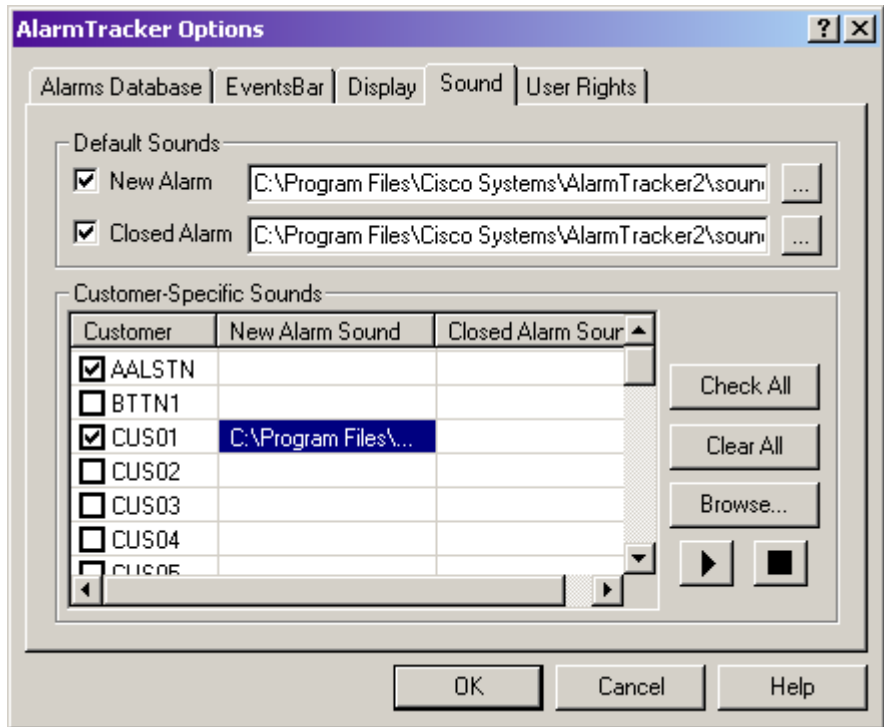 AlarmTracker Options
Alarms Database EventsBar Display Sound User Rights
Default Sounds
New Alarm C:\Program Files\Cisco Systems\AlarmTracker2\soun ...
Closed Alarm C:\Program Files\Cisco Systems\AlarmTracker2\soun ...
Customer-Specific Sounds
Customer New Alarm Sound Closed Alarm Soun
AALSTN
BTTN1
CUS01 C:\Program Files\...
CUS02
CUS03
CUS04
CUS05
Check All
Clear All
Browse...
OK Cancel Help